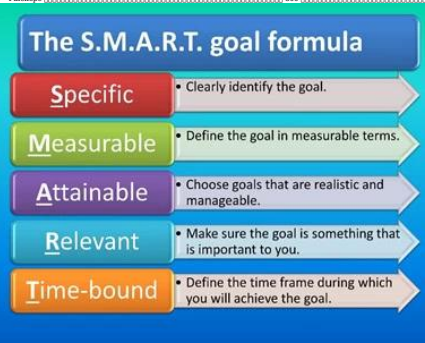 The S.M.A.R.T. goal formula
Specific
• Clearly identify the goal.
Measurable
• Define the goal in measurable terms.
Attainable
• Choose goals that are realistic and
manageable.
Relevant
• Make sure the goal is something that
is important to you.
Time-bound
• Define the time frame during which
you will achieve the goal.